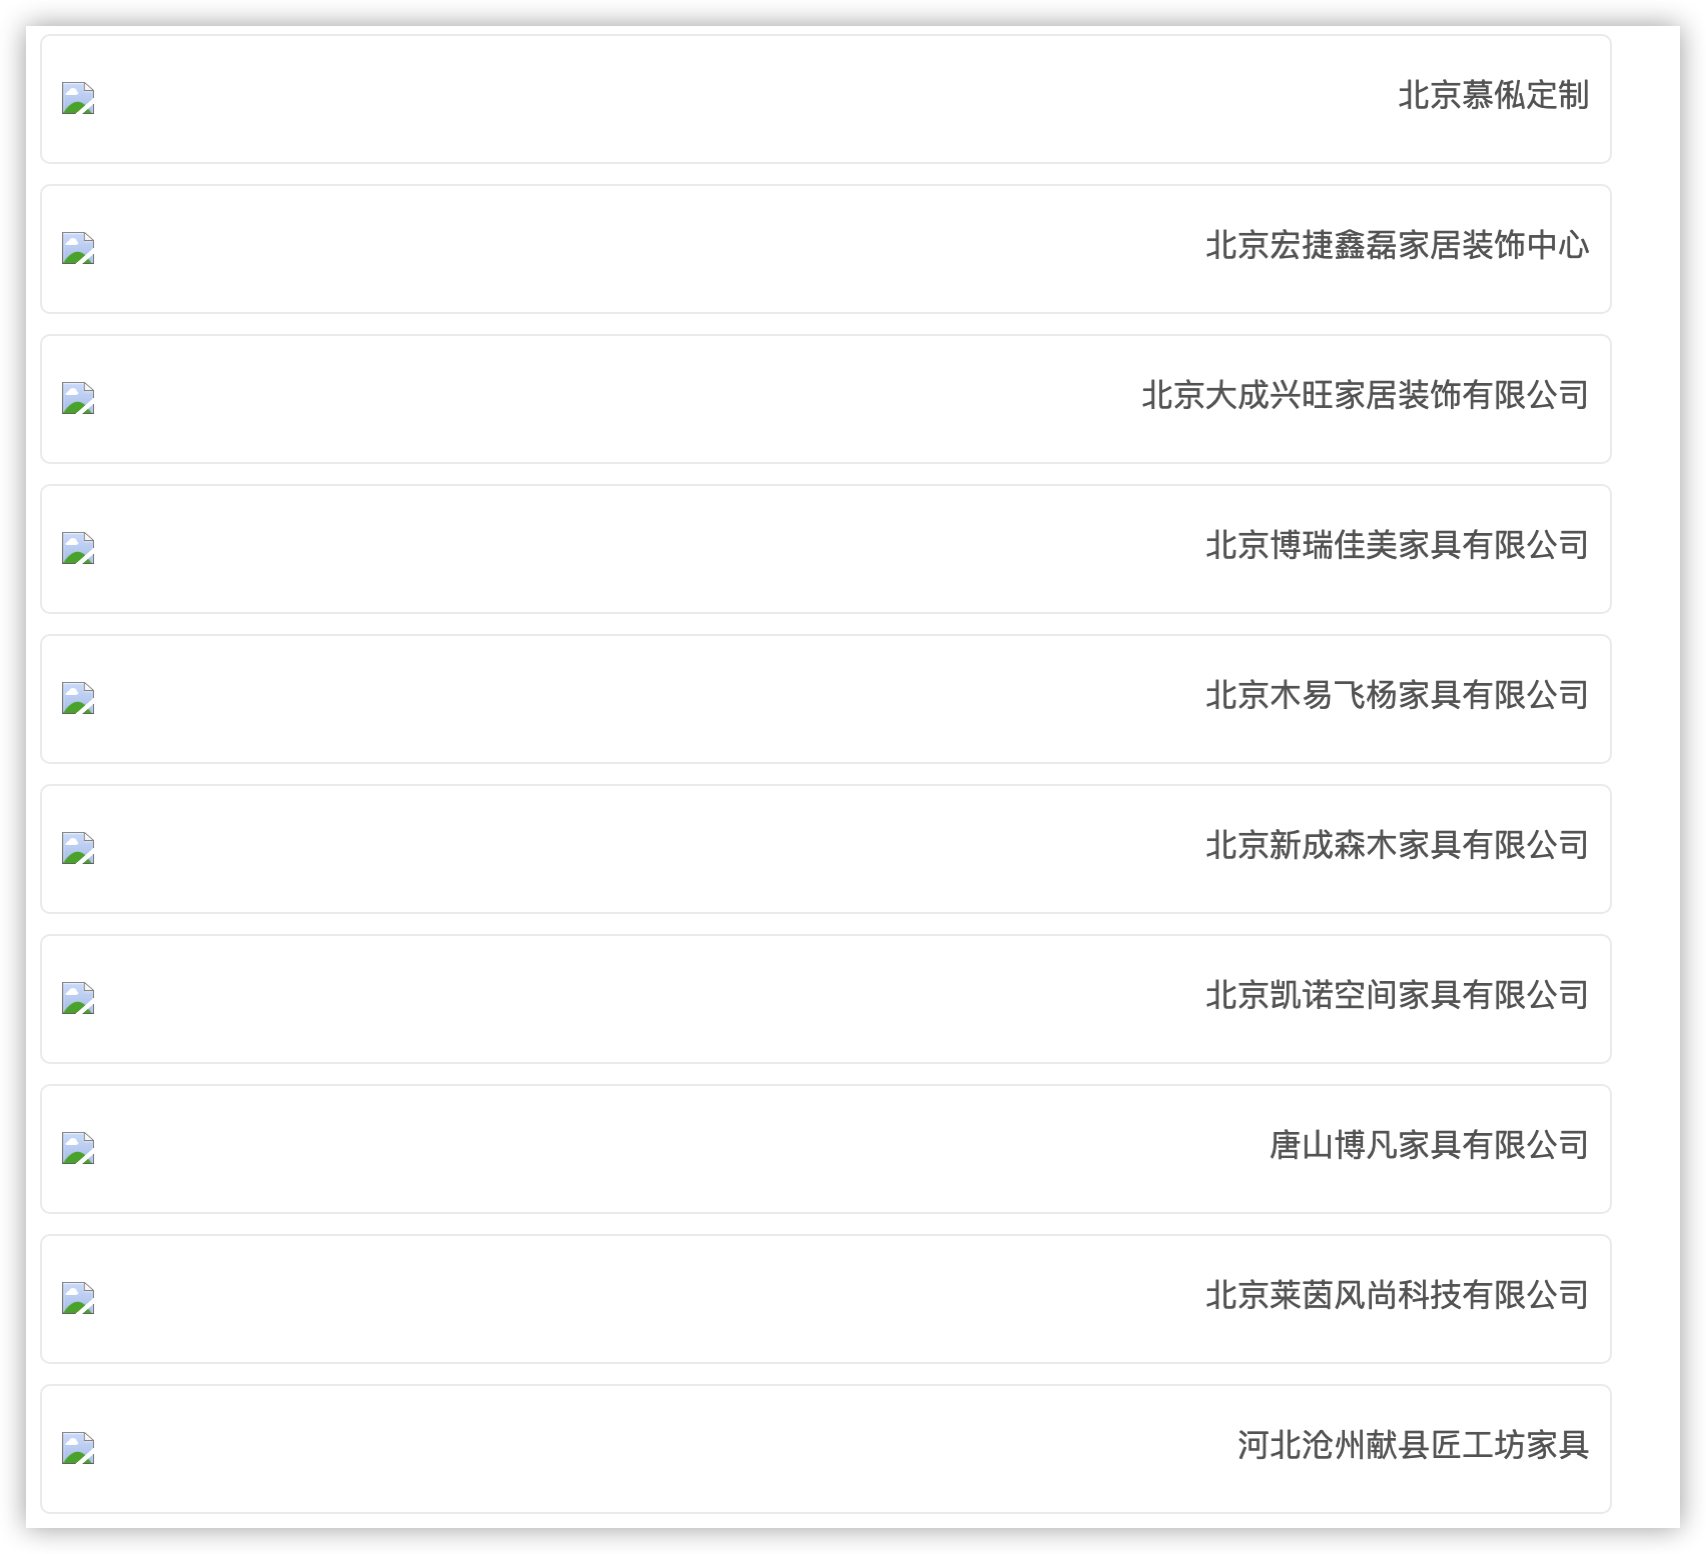 北京慕俬定制
北京宏捷鑫磊家居装饰中心
北京大成兴旺家居装饰有限公司
北京博瑞佳美家具有限公司
北京木易飞杨家具有限公司
北京新成森木家具有限公司
北京凯诺空间家具有限公司
唐山博凡家具有限公司
北京莱茵风尚科技有限公司
河北沧州献县匠工坊家具